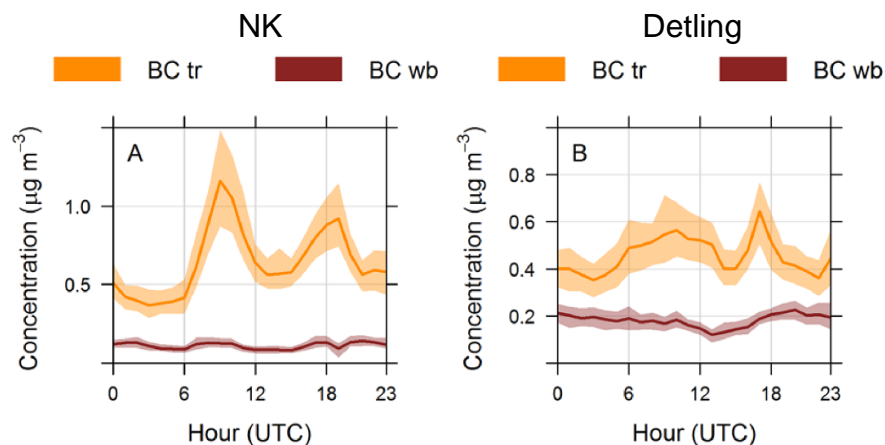 NK
Detling
BC tr
BC wb
BC tr
BC wb
A
Concentration (µg m⁻³)
1.0
0.5
0
6
12
18
23
Hour (UTC)
B
Concentration (µg m⁻³)
0.8
0.6
0.4
0.2
0
6
12
18
23
Hour (UTC)